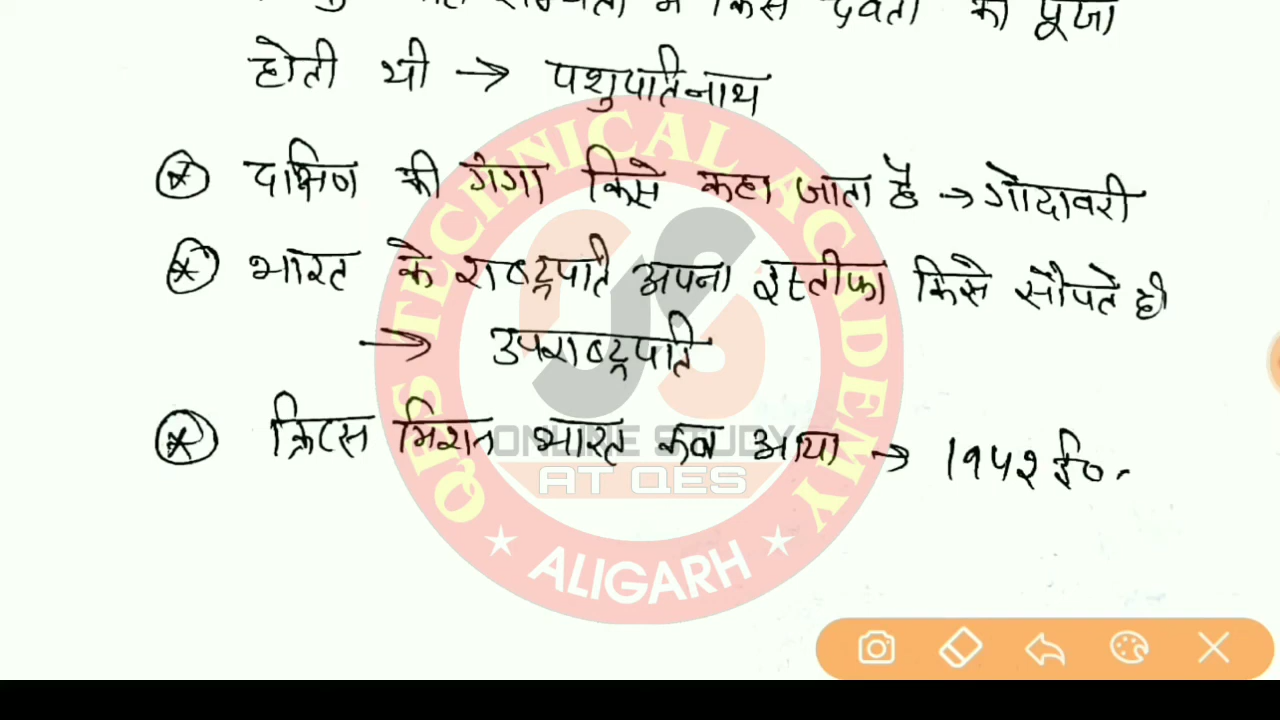 में किस देवता की पूजा
होती थी → पशुपतिनाथ
दक्षिण की गंगा किसे कहा जाता है → गोदावरी
भारत के राष्ट्रपति अपना इस्तीफा किसे सौपते हो
→ उपराष्ट्रपति
क्रिप्स मिशन भारत कब आया → 1942 ई०.
QES TECHNICAL ACADEMY
ONLINE STUDY
AT QES
ALIGARH